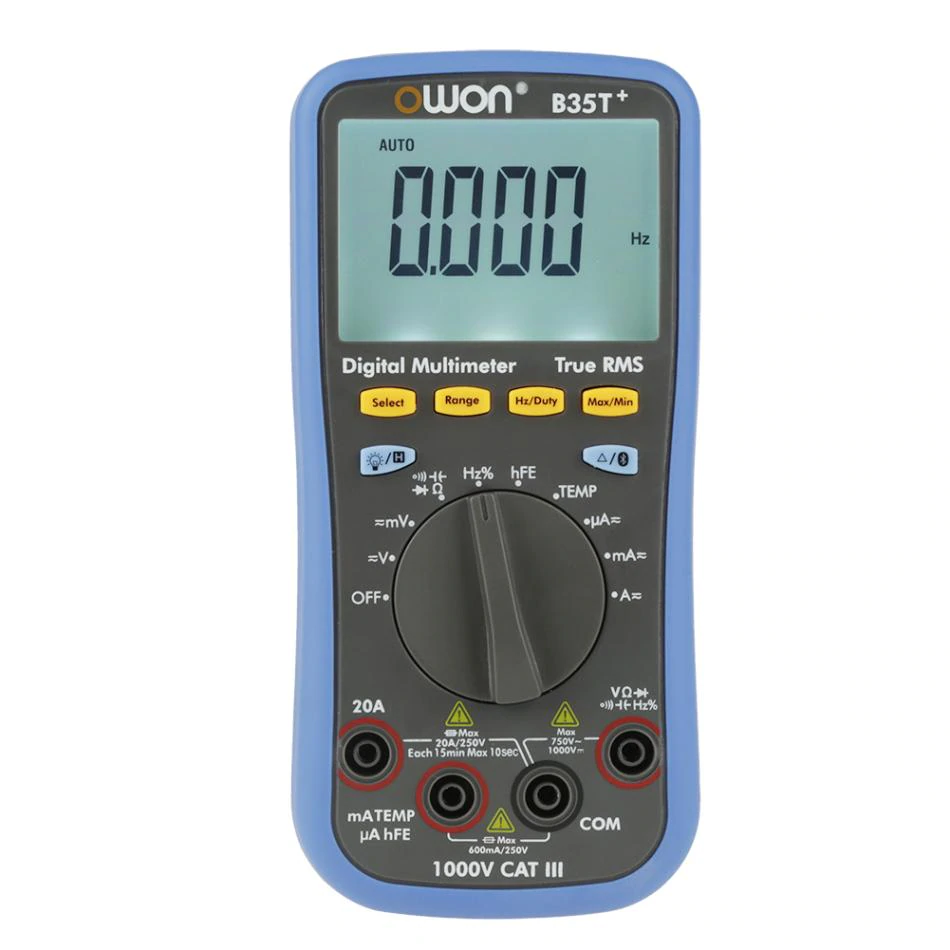 OWON® B35T+
AUTO
0.000
Hz
Digital Multimeter True RMS
Select Range Hz/Duty Max/Min
/H △/
Hz% hFE
Ω TEMP
≂mV μA≂
≂V mA≂
OFF A≂
20A
VΩ
Hz%
Max
20A/250V
Each 15min Max 10sec
Max
750V~
1000V⎓
mA TEMP
μA hFE
COM
Max
600mA/250V
1000V CAT III